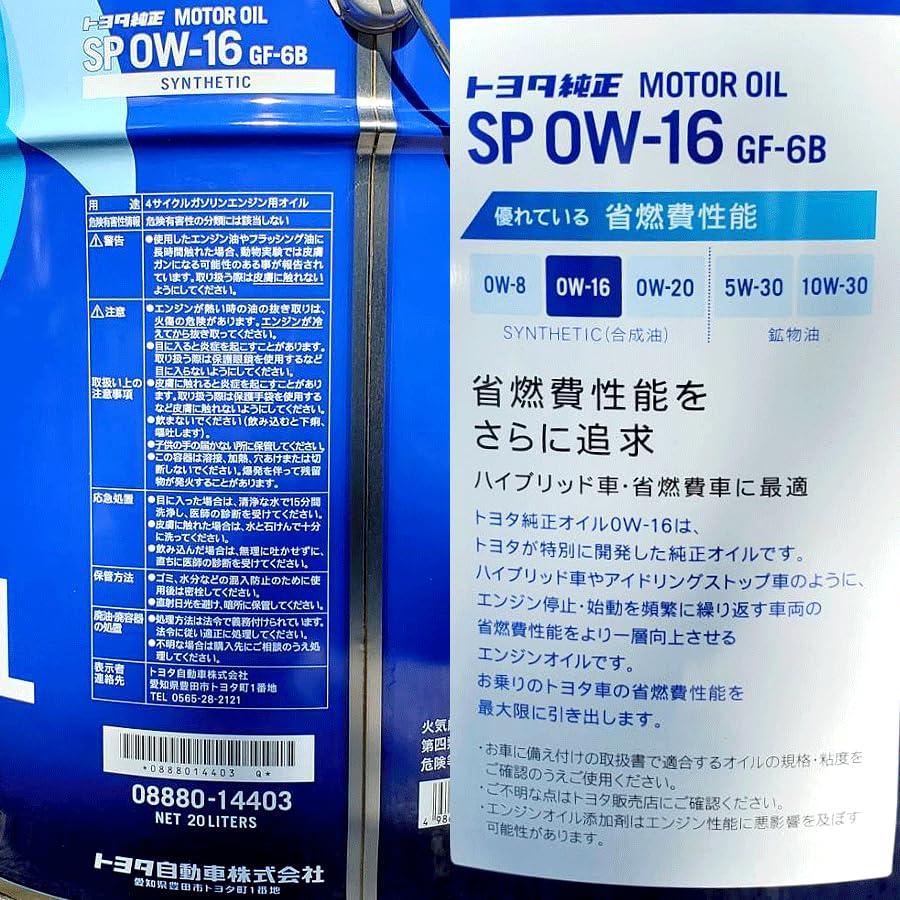 トヨタ純正 MOTOR OIL
SP 0W-16 GF-6B
SYNTHETIC
用途 4サイクルガソリンエンジン用オイル
危険有害性情報 危険有害性の分類には該当しない
⚠警告
●使用したエンジン油やフラッシング油に
長時間触れた場合、動物実験では皮膚
ガンになる可能性のある事が報告され
ています。取り扱う際は皮膚に触れない
ようにしてください。
⚠注意
取扱い上の
注意事項
●エンジンが熱い時の油の抜き取りは、
火傷の危険があります。エンジンが冷
えてから抜き取ってください。
●目に入ると炎症を起こすことがあります。
取り扱う際は保護眼鏡を使用するなど
目に入らないようにしてください。
●皮膚に触れると炎症を起こすことがあり
ます。取り扱う際は保護手袋を使用する
など皮膚に触れないようにしてください。
●飲まないでください(飲み込むと下痢、
嘔吐します)。
●子供の手の届かない所に保管してください。
●この容器は溶接、加熱、穴あけまたは切
断しないでください。爆発を伴って残留
物が発火することがあります。
応急処置
●目に入った場合は、清浄な水で15分間
洗浄し、医師の診断を受けてください。
●皮膚に触れた場合は、水と石けんで十分
に洗ってください。
●飲み込んだ場合は、無理に吐かせずに、
直ちに医師の診断を受けてください。
保管方法
●ゴミ、水分などの混入防止のために使
用後は密栓してください。
●直射日光を避け、暗所に保管してください。
廃油・廃容器
の処置
●処理方法は法令で義務付けられています。
法令に従い適正に処理してください。
●不明な場合は購入先にご相談のうえ処
理してください。
表示者
連絡先
トヨタ自動車株式会社
愛知県豊田市トヨタ町1番地
TEL 0565-28-2121
*0888014403 Q*
08880-14403
NET 20 LITERS
トヨタ自動車株式会社
愛知県豊田市トヨタ町1番地
火気
第四
危険
4 986
トヨタ純正 MOTOR OIL
SP 0W-16 GF-6B
優れている 省燃費性能
0W-8 0W-16 0W-20 5W-30 10W-30
SYNTHETIC(合成油) 鉱物油
省燃費性能を
さらに追求
ハイブリッド車・省燃費車に最適
トヨタ純正オイル0W-16は、
トヨタが特別に開発した純正オイルです。
ハイブリッド車やアイドリングストップ車のように、
エンジン停止・始動を頻繁に繰り返す車両の
省燃費性能をより一層向上させる
エンジンオイルです。
お乗りのトヨタ車の省燃費性能を
最大限に引き出します。
・お車に備え付けの取扱書で適合するオイルの規格・粘度を
ご確認のうえご使用ください。
・ご不明な点はトヨタ販売店にご確認ください。
・エンジンオイル添加剤はエンジン性能に悪影響を及ぼす
可能性があります。